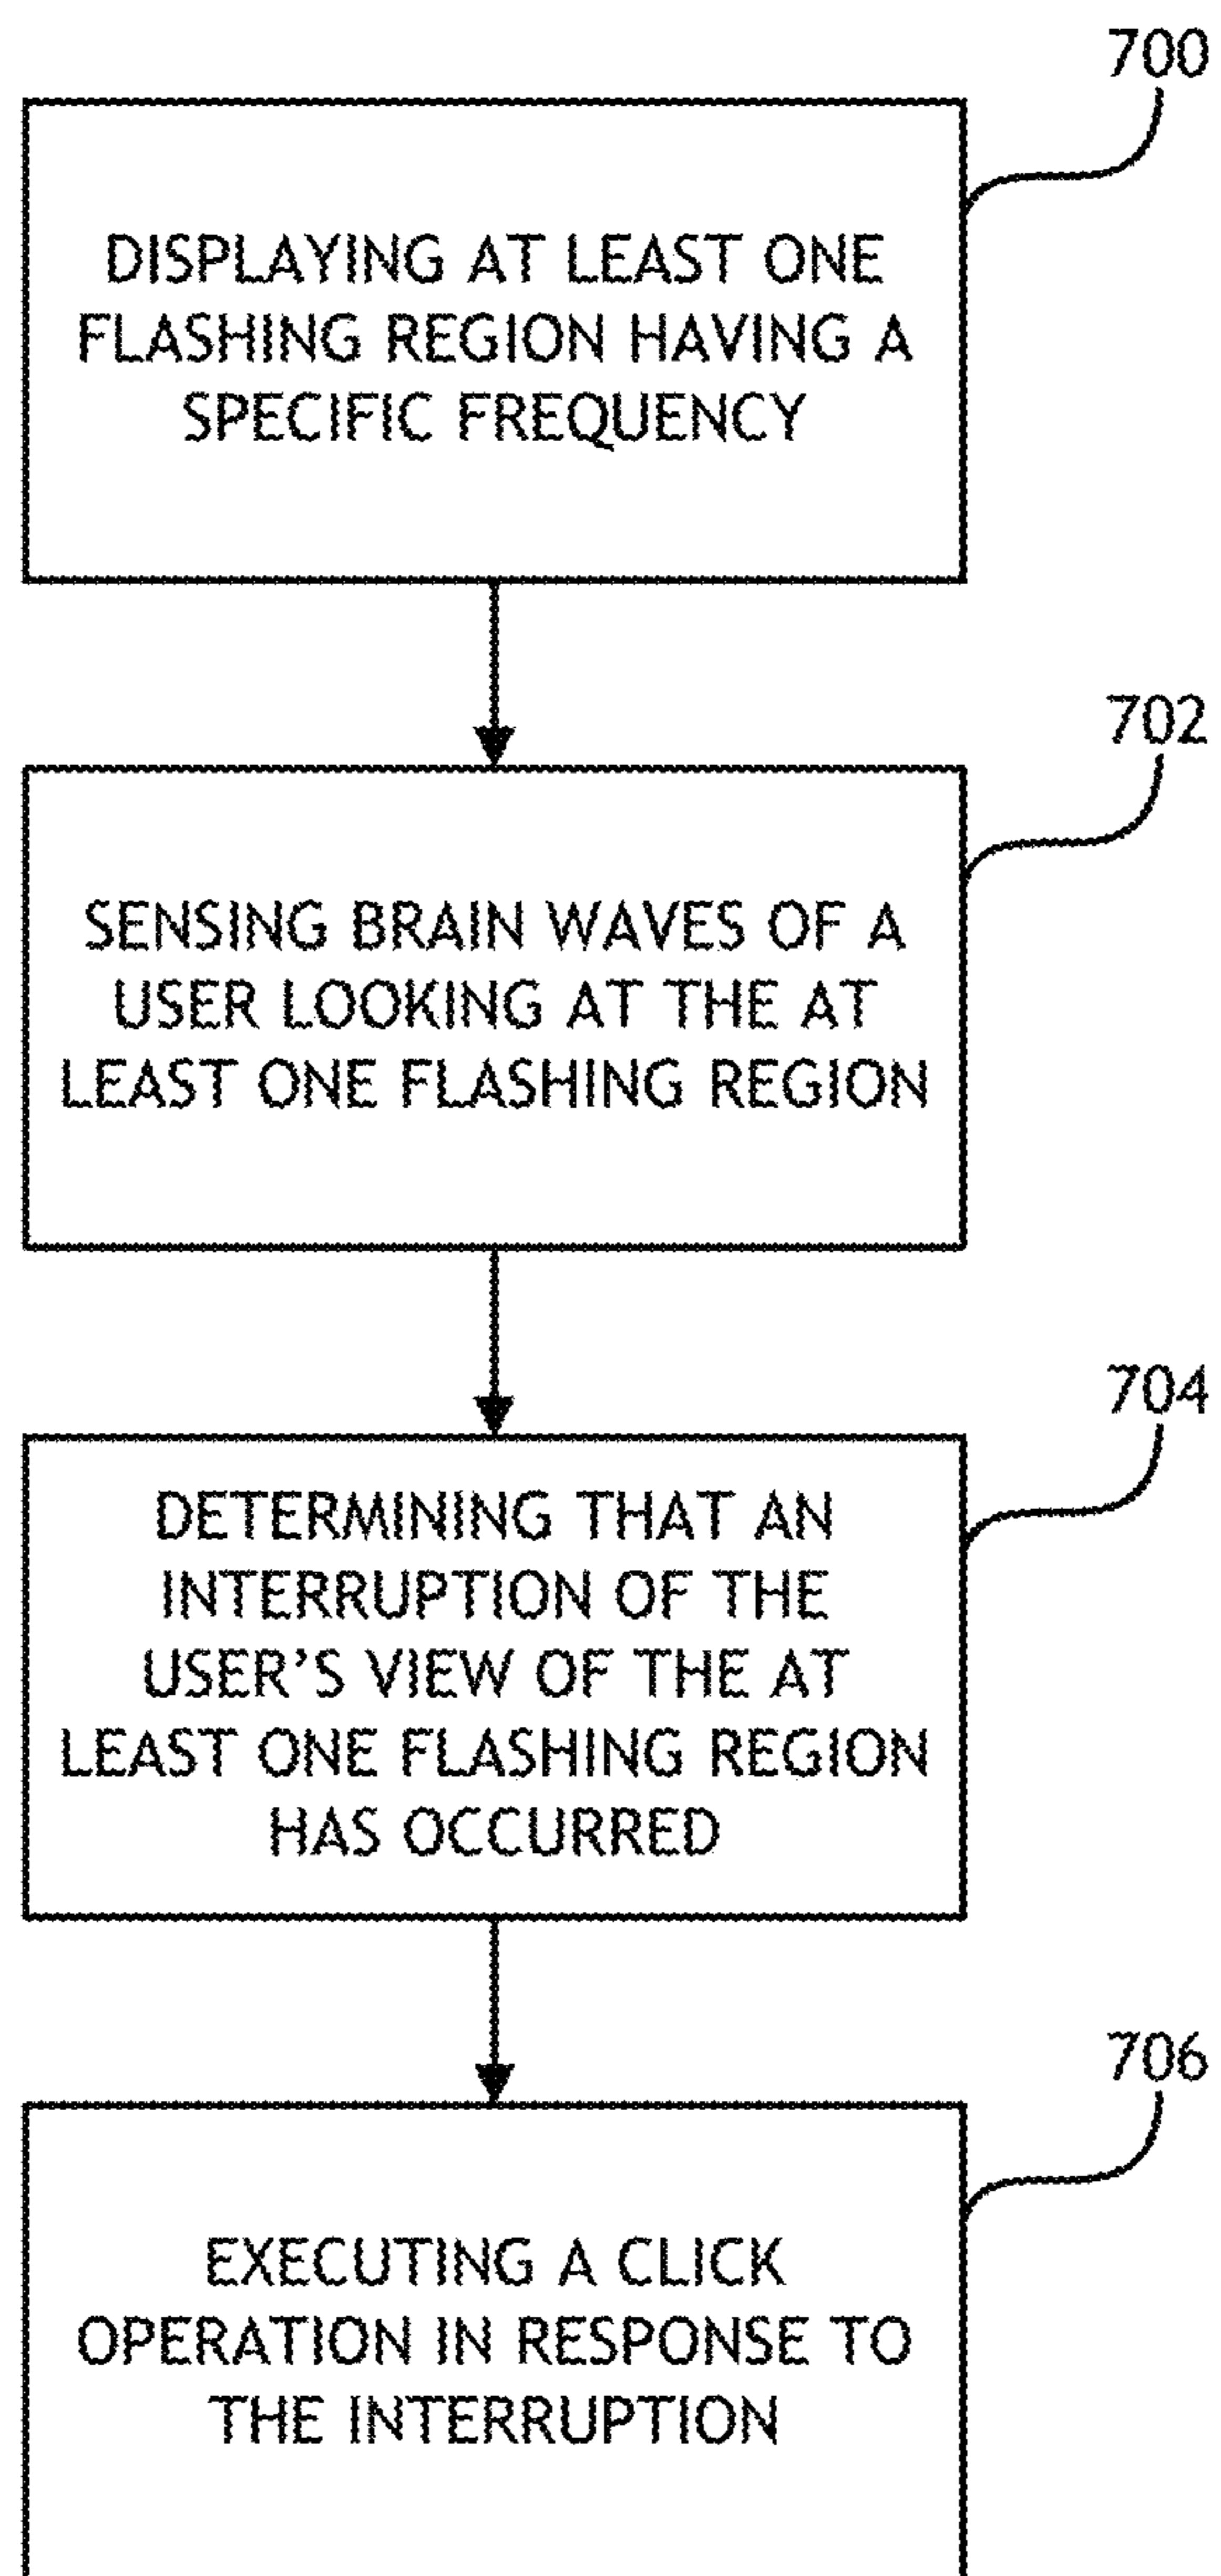 700
DISPLAYING AT LEAST ONE
FLASHING REGION HAVING A
SPECIFIC FREQUENCY
702
SENSING BRAIN WAVES OF A
USER LOOKING AT THE AT
LEAST ONE FLASHING REGION
704
DETERMINING THAT AN
INTERRUPTION OF THE
USER'S VIEW OF THE AT
LEAST ONE FLASHING REGION
HAS OCCURRED
706
EXECUTING A CLICK
OPERATION IN RESPONSE TO
THE INTERRUPTION